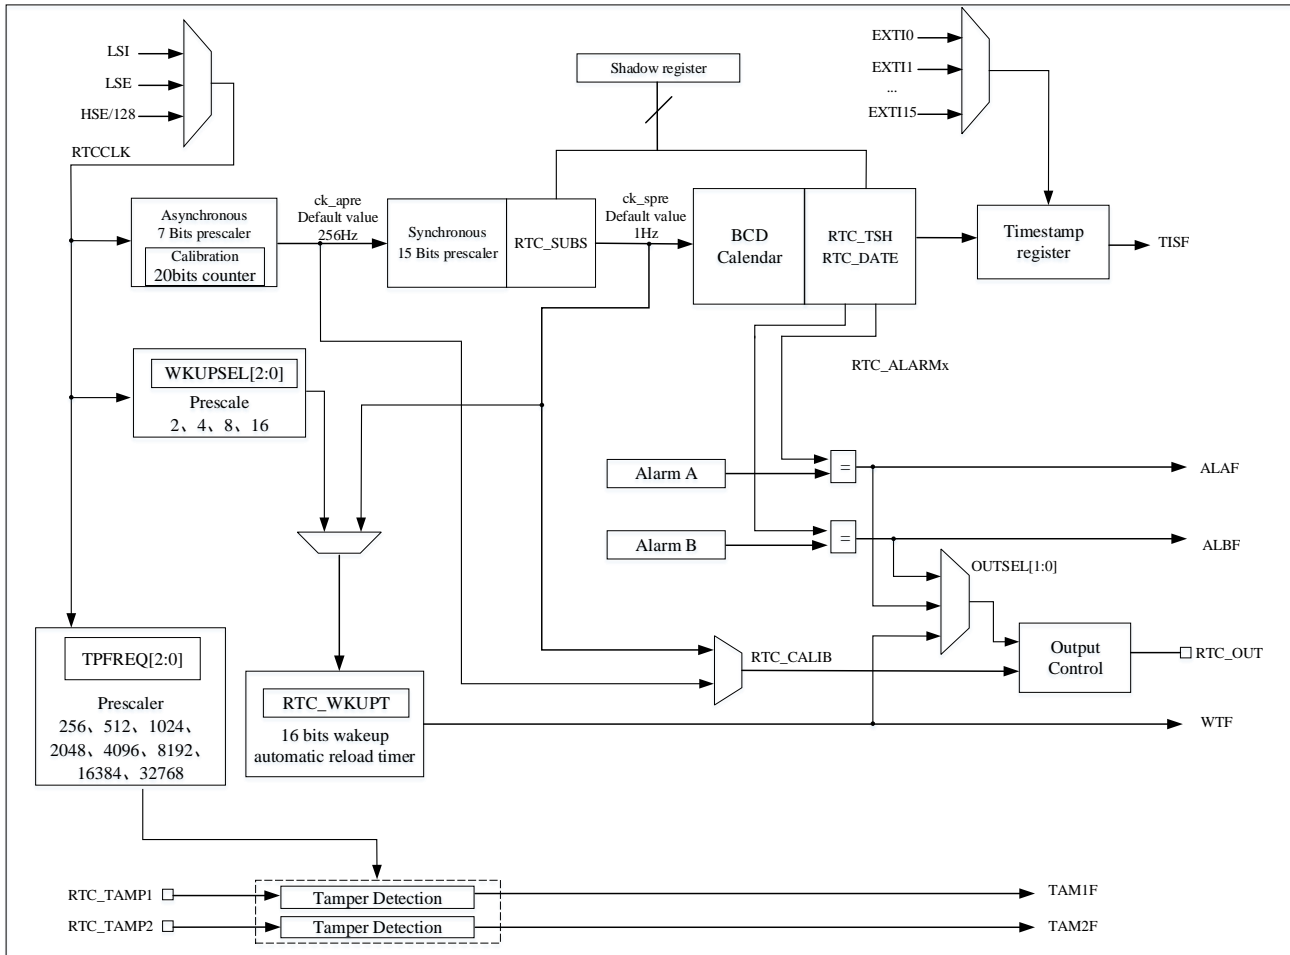 LSI
LSE
HSE/128
RTCCLK
EXTI0
EXTI1
...
EXTI15
Shadow register
Asynchronous
7 Bits prescaler
Calibration
20bits counter
ck_apre
Default value
256Hz
Synchronous
15 Bits prescaler
RTC_SUBS
ck_spre
Default value
1Hz
BCD
Calendar
RTC_TSH
RTC_DATE
Timestamp
register
TISF
RTC_ALARMx
WKUPSEL[2:0]
Prescale
2、4、8、16
Alarm A
=
ALAF
Alarm B
=
ALBF
OUTSEL[1:0]
TPFREQ[2:0]
Prescaler
256、512、1024、
2048、4096、8192、
16384、32768
RTC_WKUPT
16 bits wakeup
automatic reload timer
RTC_CALIB
Output
Control
RTC_OUT
WTF
RTC_TAMP1
Tamper Detection
TAM1F
RTC_TAMP2
Tamper Detection
TAM2F